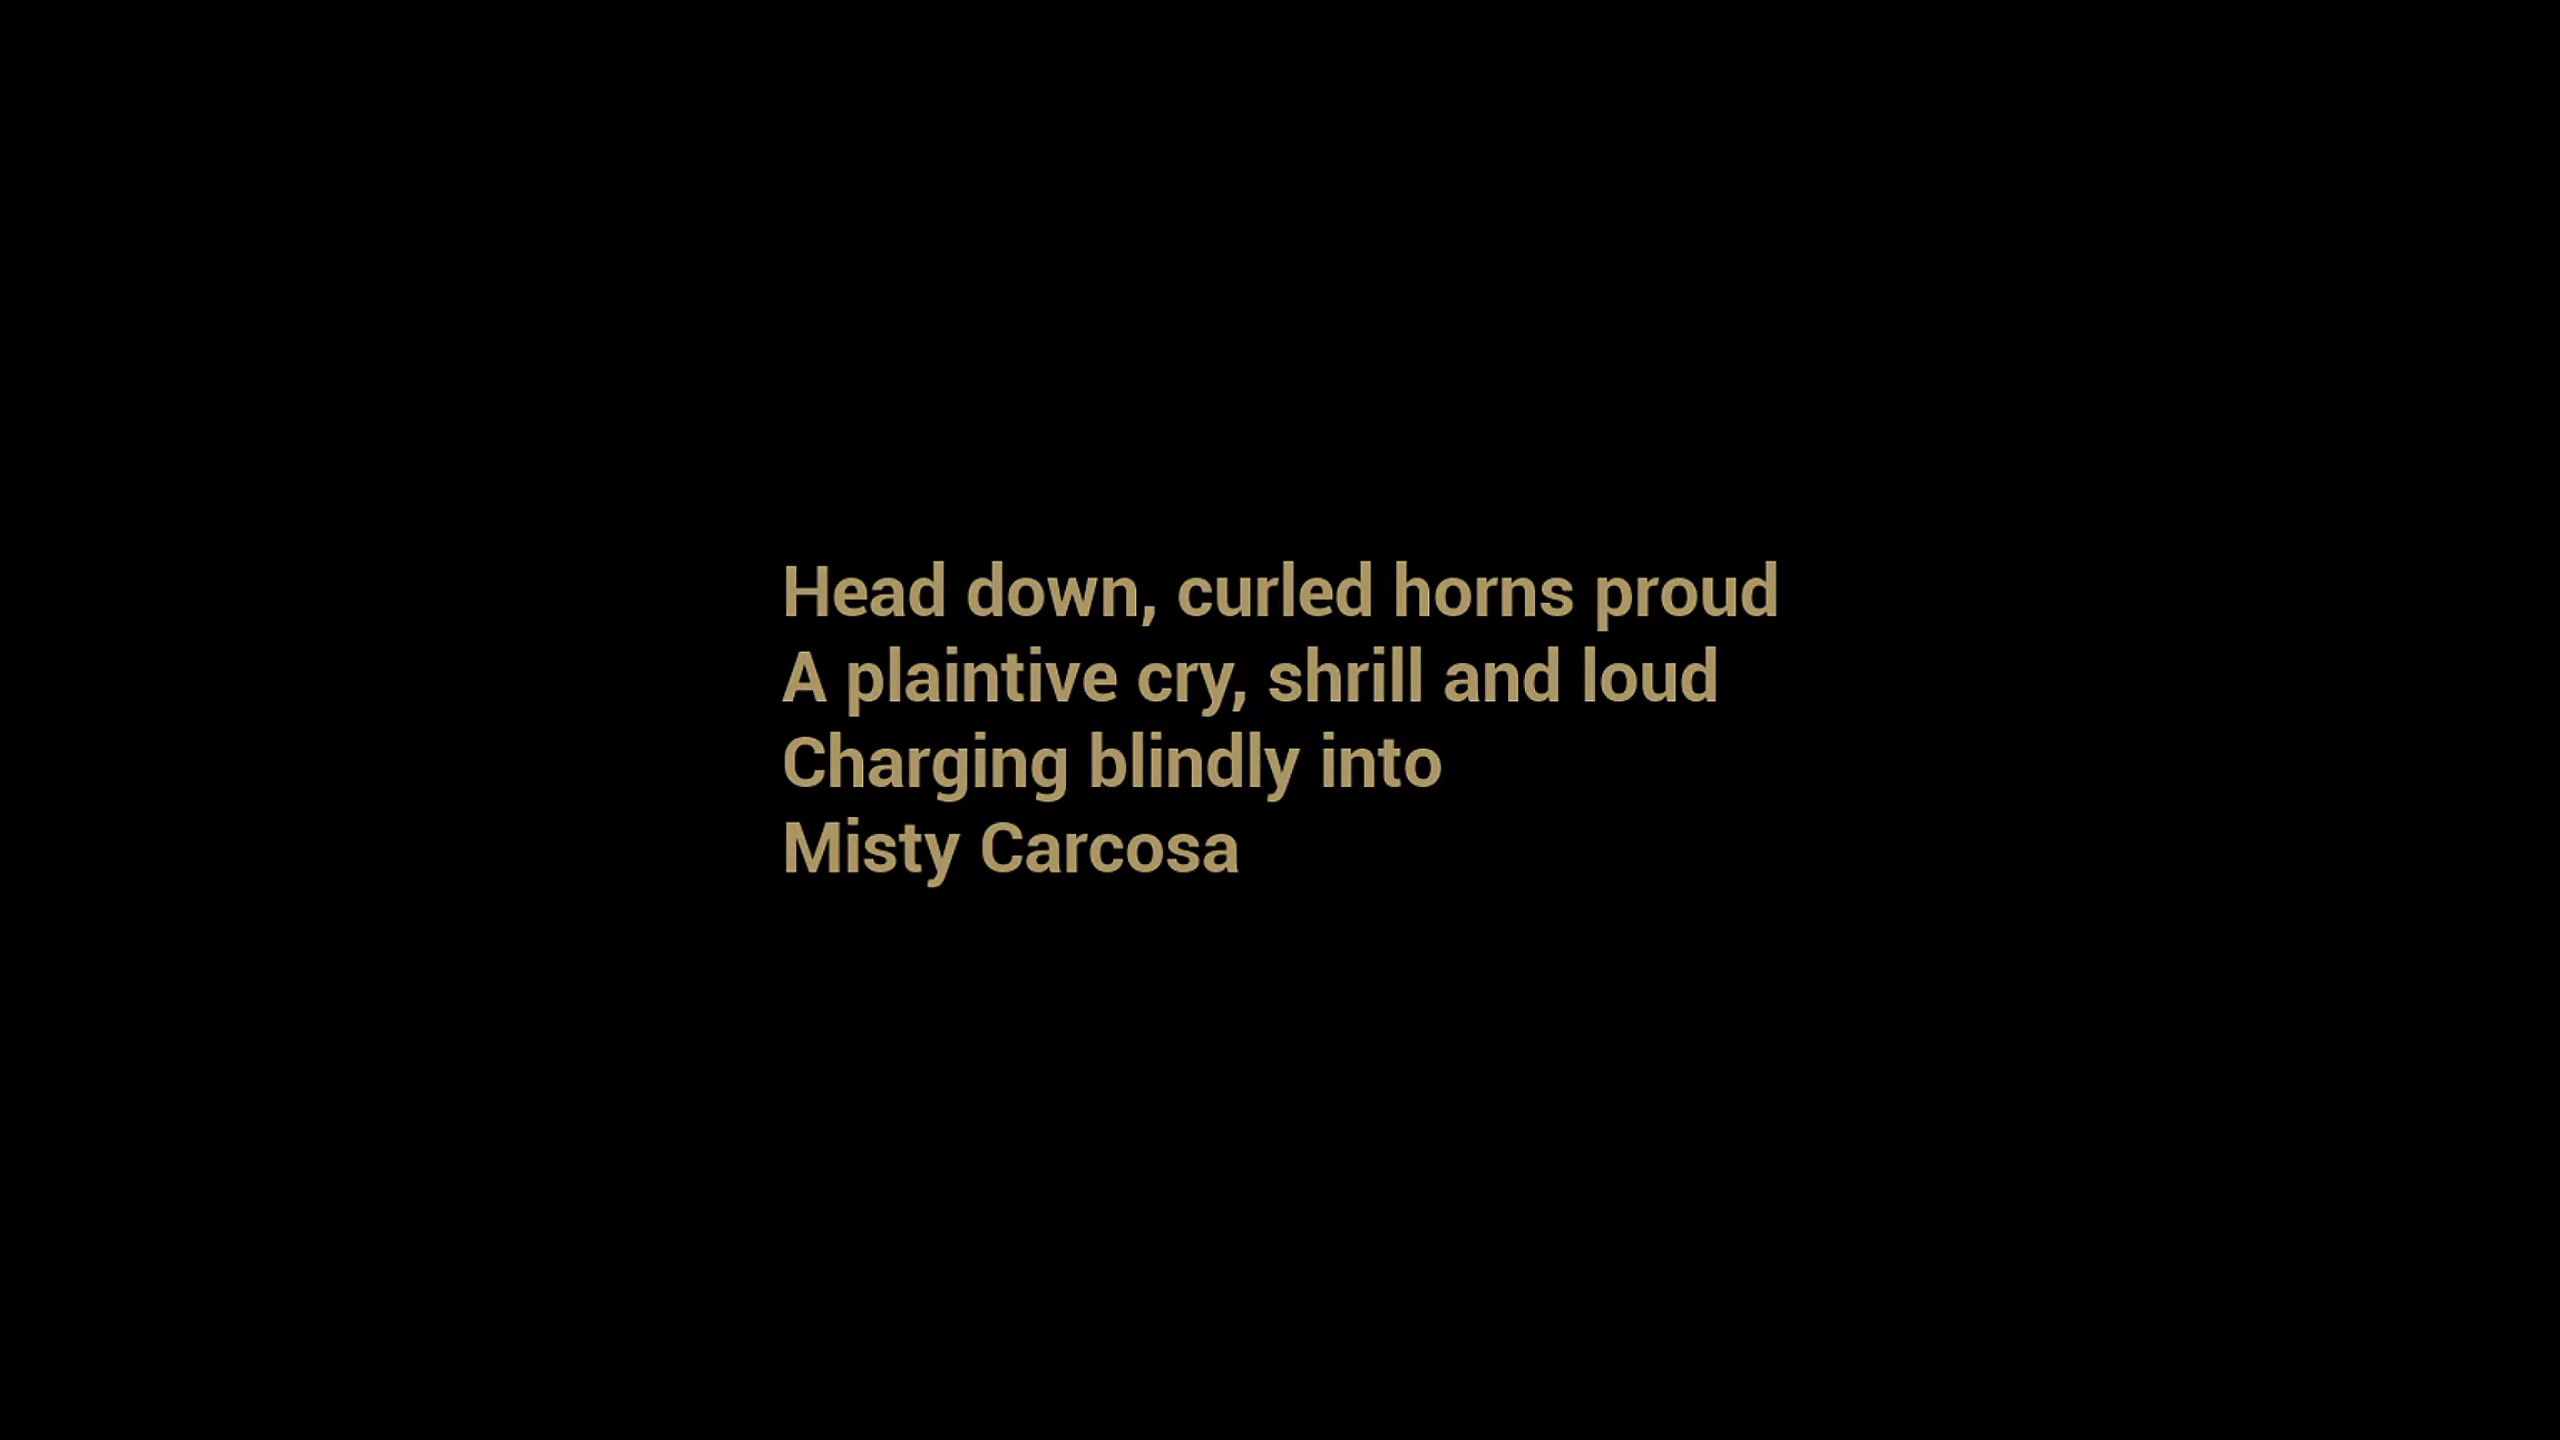 Head down, curled horns proud
A plaintive cry, shrill and loud
Charging blindly into
Misty Carcosa